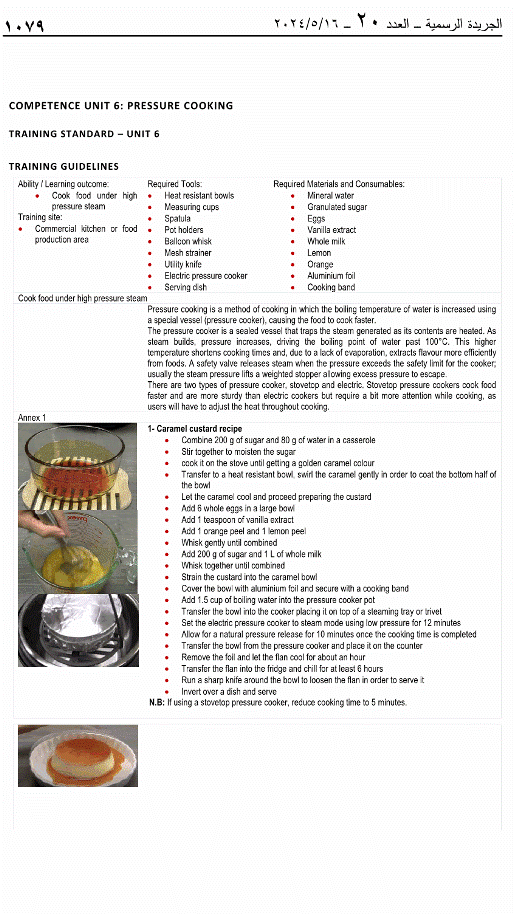 الجريدة الرسمية ــ العدد ٢٠ ــ ٢٠٢٤/٥/١٦
١٠٧٩
COMPETENCE UNIT 6: PRESSURE COOKING
TRAINING STANDARD – UNIT 6
TRAINING GUIDELINES
Ability / Learning outcome:
• Cook food under high
pressure steam
Training site:
• Commercial kitchen or food
production area
Required Tools:
• Heat resistant bowls
• Measuring cups
• Spatula
• Pot holders
• Balloon whisk
• Mesh strainer
• Utility knife
• Electric pressure cooker
• Serving dish
Required Materials and Consumables:
• Mineral water
• Granulated sugar
• Eggs
• Vanilla extract
• Whole milk
• Lemon
• Orange
• Aluminium foil
• Cooking band
Cook food under high pressure steam
Pressure cooking is a method of cooking in which the boiling temperature of water is increased using
a special vessel (pressure cooker), causing the food to cook faster.
The pressure cooker is a sealed vessel that traps the steam generated as its contents are heated. As
steam builds, pressure increases, driving the boiling point of water past 100°C. This higher
temperature shortens cooking times and, due to a lack of evaporation, extracts flavour more efficiently
from foods. A safety valve releases steam when the pressure exceeds the safety limit for the cooker;
usually the steam pressure lifts a weighted stopper allowing excess pressure to escape.
There are two types of pressure cooker, stovetop and electric. Stovetop pressure cookers cook food
faster and are more sturdy than electric cookers but require a bit more attention while cooking, as
users will have to adjust the heat throughout cooking.
Annex 1
1- Caramel custard recipe
• Combine 200 g of sugar and 80 g of water in a casserole
• Stir together to moisten the sugar
• cook it on the stove until getting a golden caramel colour
• Transfer to a heat resistant bowl, swirl the caramel gently in order to coat the bottom half of
the bowl
• Let the caramel cool and proceed preparing the custard
• Add 6 whole eggs in a large bowl
• Add 1 teaspoon of vanilla extract
• Add 1 orange peel and 1 lemon peel
• Whisk gently until combined
• Add 200 g of sugar and 1 L of whole milk
• Whisk together until combined
• Strain the custard into the caramel bowl
• Cover the bowl with aluminium foil and secure with a cooking band
• Add 1.5 cup of boiling water into the pressure cooker pot
• Transfer the bowl into the cooker placing it on top of a steaming tray or trivet
• Set the electric pressure cooker to steam mode using low pressure for 12 minutes
• Allow for a natural pressure release for 10 minutes once the cooking time is completed
• Transfer the bowl from the pressure cooker and place it on the counter
• Remove the foil and let the flan cool for about an hour
• Transfer the flan into the fridge and chill for at least 6 hours
• Run a sharp knife around the bowl to loosen the flan in order to serve it
• Invert over a dish and serve
N.B: If using a stovetop pressure cooker, reduce cooking time to 5 minutes.